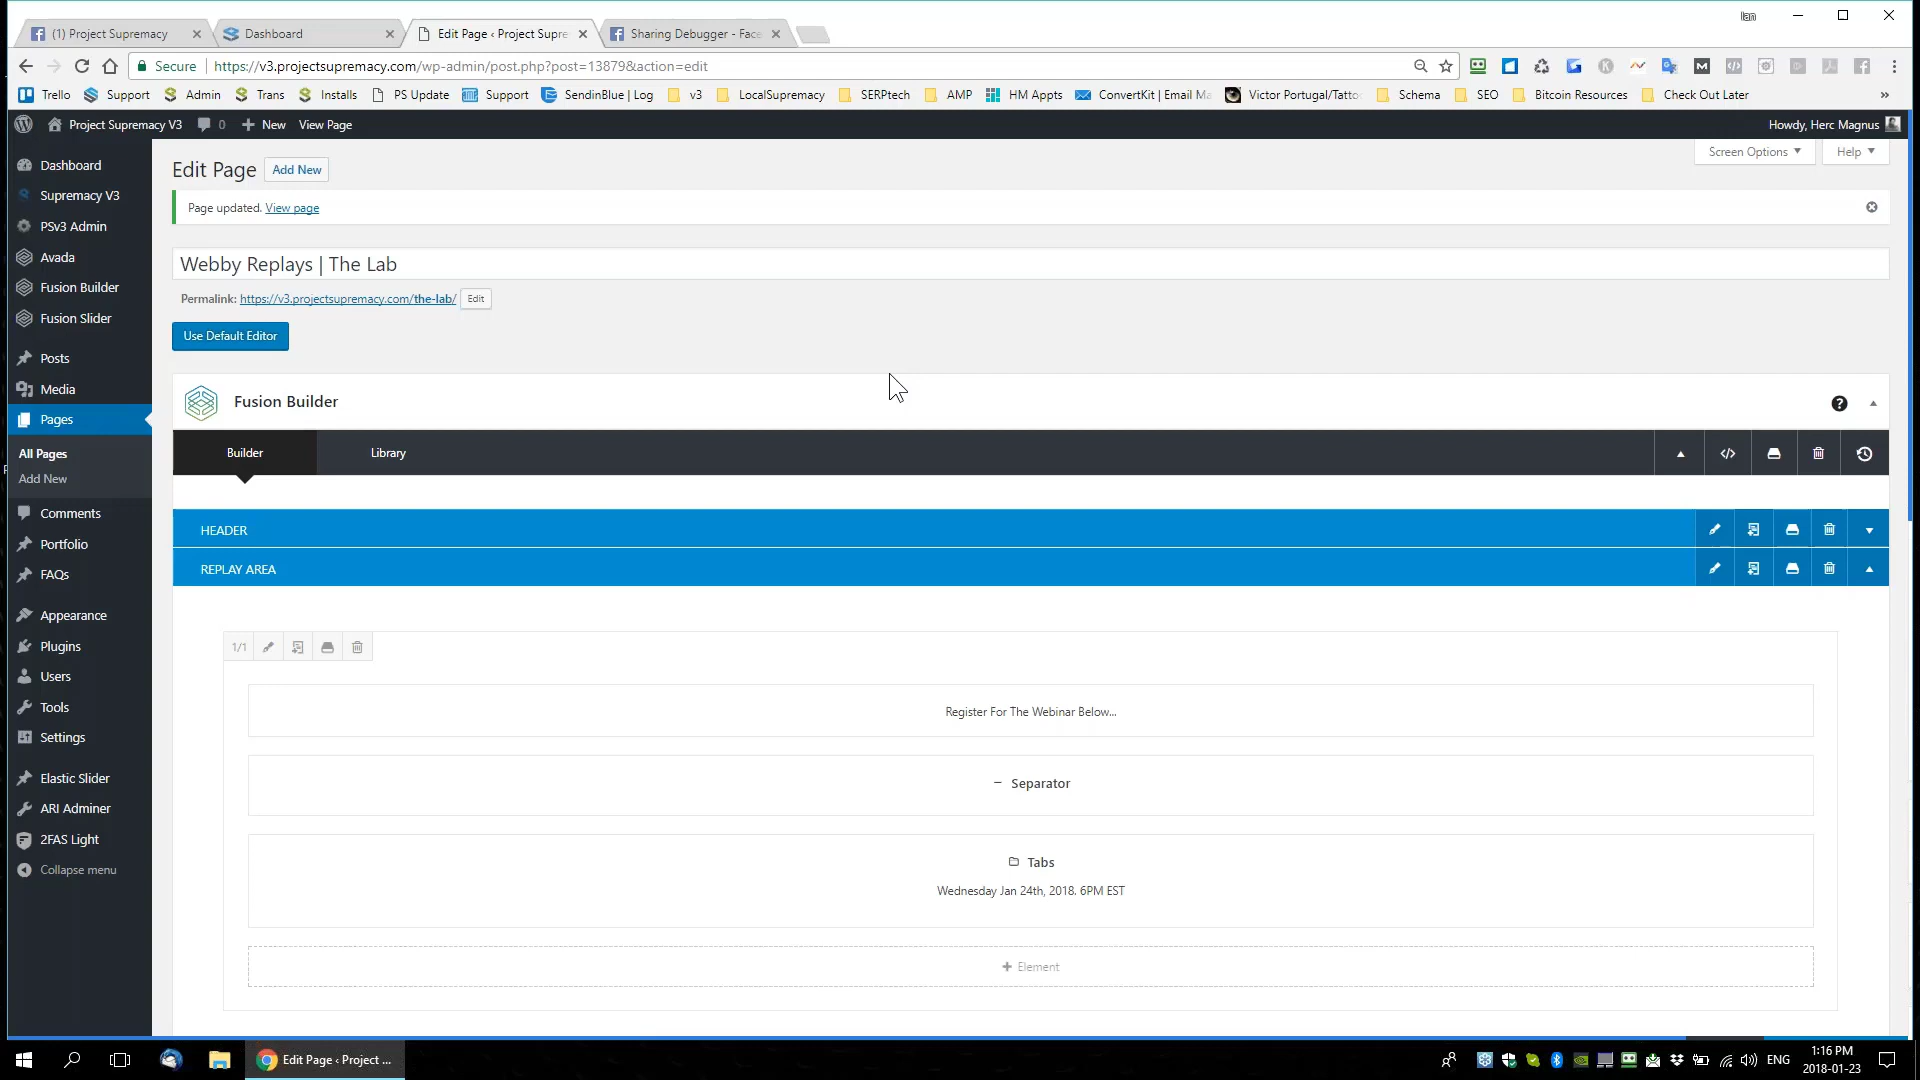 Ian
(1) Project Supremacy
Dashboard
Edit Page ‹ Project Supre
Sharing Debugger - Face
Secure
https://v3.projectsupremacy.com/wp-admin/post.php?post=13879&action=edit
Trello
Support
Admin
Trans
Installs
PS Update
Support
SendinBlue | Log
v3
LocalSupremacy
SERPtech
AMP
HM Appts
ConvertKit | Email Ma
Victor Portugal/Tatto
Schema
SEO
Bitcoin Resources
Check Out Later
»
Project Supremacy V3
0
New
View Page
Howdy, Herc Magnus
Dashboard
Supremacy V3
PSv3 Admin
Avada
Fusion Builder
Fusion Slider
Posts
Media
Pages
All Pages
Add New
Comments
Portfolio
FAQs
Appearance
Plugins
Users
Tools
Settings
Elastic Slider
ARI Adminer
2FAS Light
Collapse menu
Screen Options
Help
Edit Page
Add New
Page updated. View page
Webby Replays | The Lab
Permalink: https://v3.projectsupremacy.com/the-lab/
Edit
Use Default Editor
Fusion Builder
Builder
Library
HEADER
REPLAY AREA
1/1
Register For The Webinar Below...
Separator
Tabs
Wednesday Jan 24th, 2018. 6PM EST
+ Element
Edit Page ‹ Project ...
ENG
1:16 PM
2018-01-23